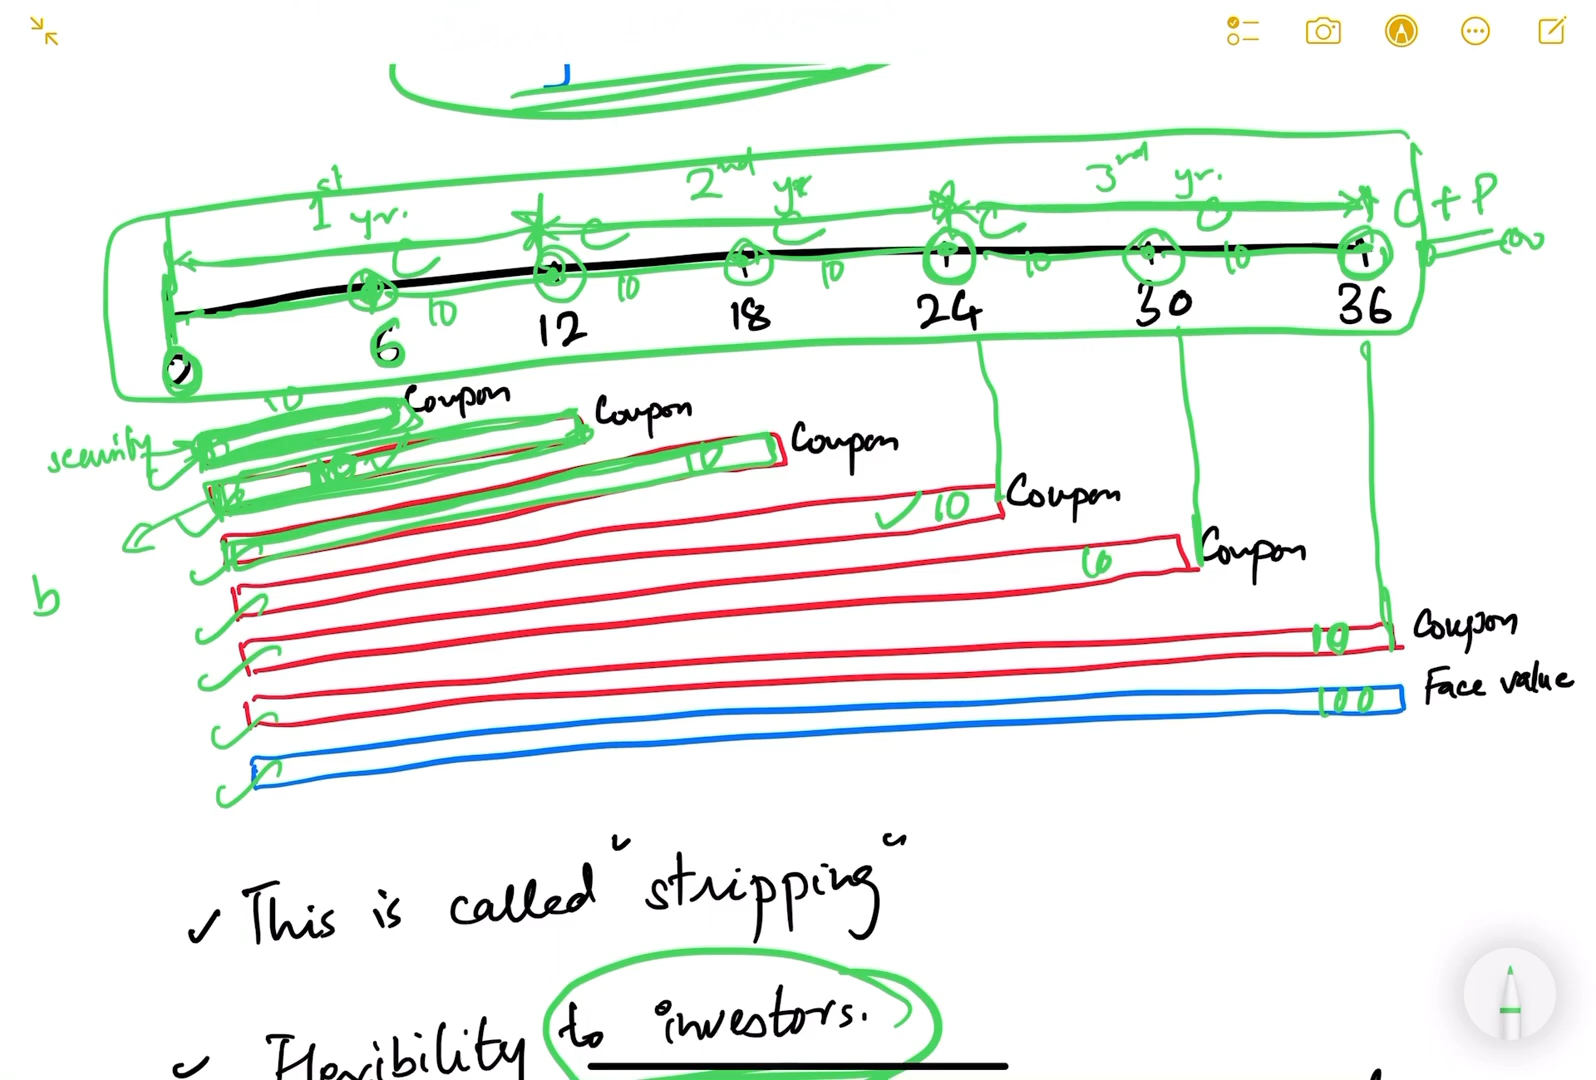 1st yr. 2nd yr 3rd yr.
C C C C C C + P
10 10 10 10 10
0 6 12 18 24 30 36
10 Coupon
security
Coupon
10 Coupon
✓10 Coupon
10 Coupon
b
10 Coupon
100 Face value
✓ This is called "stripping"
✓ Flexibility to investors.